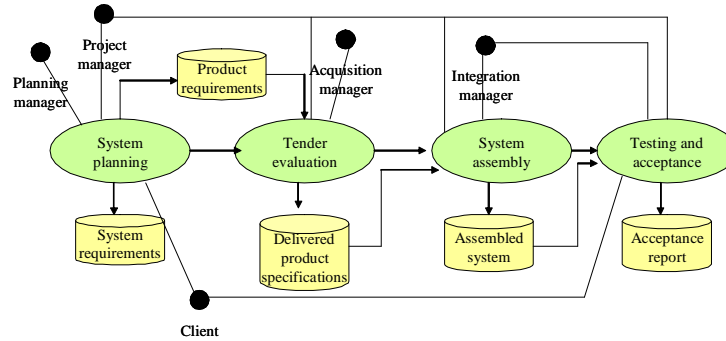 Project
manager
Planning
manager
Product
requirements
Acquisition
manager
Integration
manager
System
planning
Tender
evaluation
System
assembly
Testing and
acceptance
System
requirements
Delivered
product
specifications
Assembled
system
Acceptance
report
Client